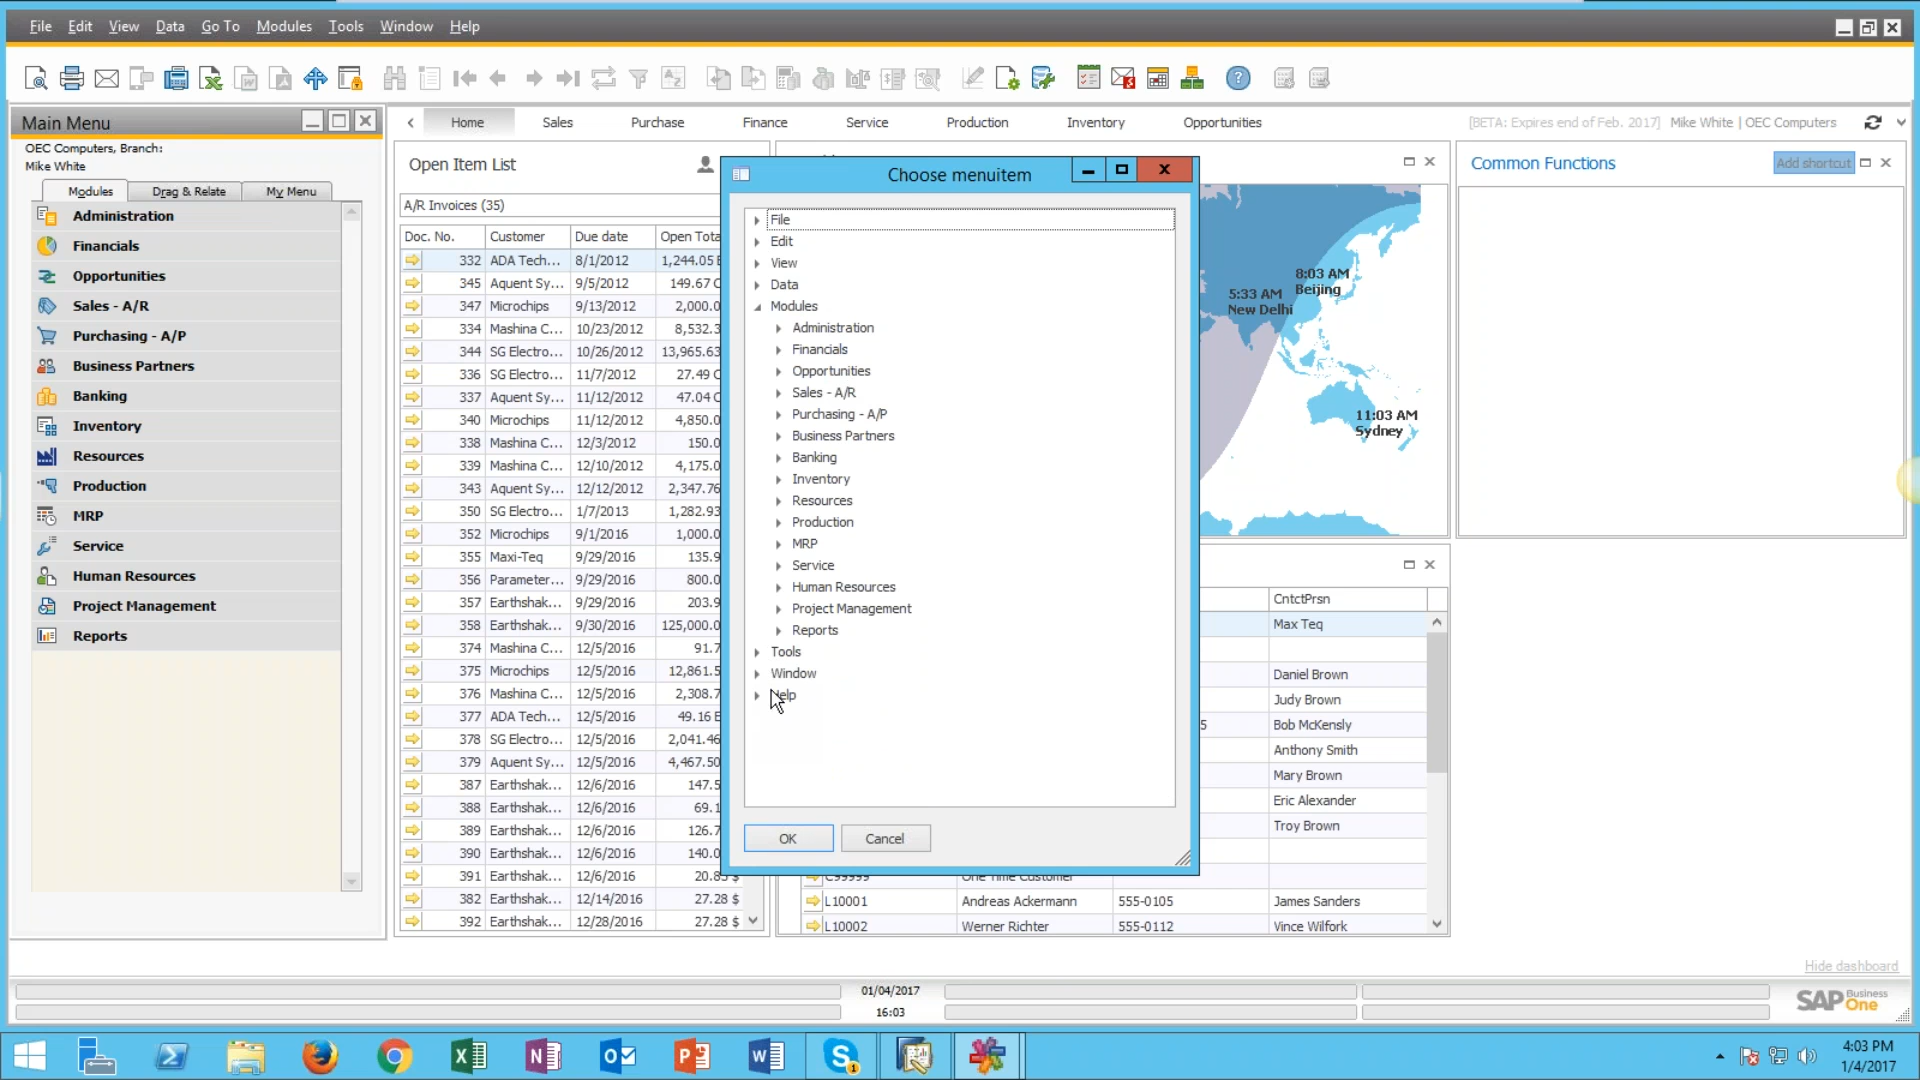 File Edit View Data Go To Modules Tools Window Help
Main Menu
OEC Computers, Branch:
Mike White
Modules Drag & Relate My Menu
Administration
Financials
Opportunities
Sales - A/R
Purchasing - A/P
Business Partners
Banking
Inventory
Resources
Production
MRP
Service
Human Resources
Project Management
Reports
Home Sales Purchase Finance Service Production Inventory Opportunities
[BETA: Expires end of Feb. 2017] Mike White | OEC Computers
Open Item List
A/R Invoices (35)
Doc. No. Customer Due date Open Tota
332 ADA Tech... 8/1/2012 1,244.05
345 Aquent Sy... 9/5/2012 149.67
347 Microchips 9/13/2012 2,000.0
334 Mashina C... 10/23/2012 8,532.3
344 SG Electro... 10/26/2012 13,965.63
336 SG Electro... 11/7/2012 27.49
337 Aquent Sy... 11/12/2012 47.04
340 Microchips 11/12/2012 4,850.0
338 Mashina C... 12/3/2012 150.0
339 Mashina C... 12/10/2012 4,175.0
343 Aquent Sy... 12/12/2012 2,347.76
350 SG Electro... 1/7/2013 1,282.93
352 Microchips 9/1/2016 1,000.0
355 Maxi-Teq 9/29/2016 135.9
356 Parameter... 9/29/2016 800.0
357 Earthshak... 9/29/2016 203.9
358 Earthshak... 9/30/2016 125,000.0
374 Mashina C... 12/5/2016 91.7
375 Microchips 12/5/2016 12,861.5
376 Mashina C... 12/5/2016 2,308.7
377 ADA Tech... 12/5/2016 49.16
378 SG Electro... 12/5/2016 2,041.46
379 Aquent Sy... 12/5/2016 4,467.50
387 Earthshak... 12/6/2016 147.5
388 Earthshak... 12/6/2016 69.1
389 Earthshak... 12/6/2016 126.7
390 Earthshak... 12/6/2016 140.0
391 Earthshak... 12/6/2016 20.85 $
382 Earthshak... 12/14/2016 27.28 $
392 Earthshak... 12/28/2016 27.28 $
Choose menuitem
File
Edit
View
Data
Modules
Administration
Financials
Opportunities
Sales - A/R
Purchasing - A/P
Business Partners
Banking
Inventory
Resources
Production
MRP
Service
Human Resources
Project Management
Reports
Tools
Window
Help
OK Cancel
8:03 AM
Beijing
5:33 AM
New Delhi
11:03 AM
Sydney
Common Functions Add shortcut
CntctPrsn
Max Teq
Daniel Brown
Judy Brown
5 Bob McKensly
Anthony Smith
Mary Brown
Eric Alexander
Troy Brown
C99999 One Time Customer
L10001 Andreas Ackermann 555-0105 James Sanders
L10002 Werner Richter 555-0112 Vince Wilfork
Hide dashboard
01/04/2017
16:03
SAP Business One
4:03 PM
1/4/2017